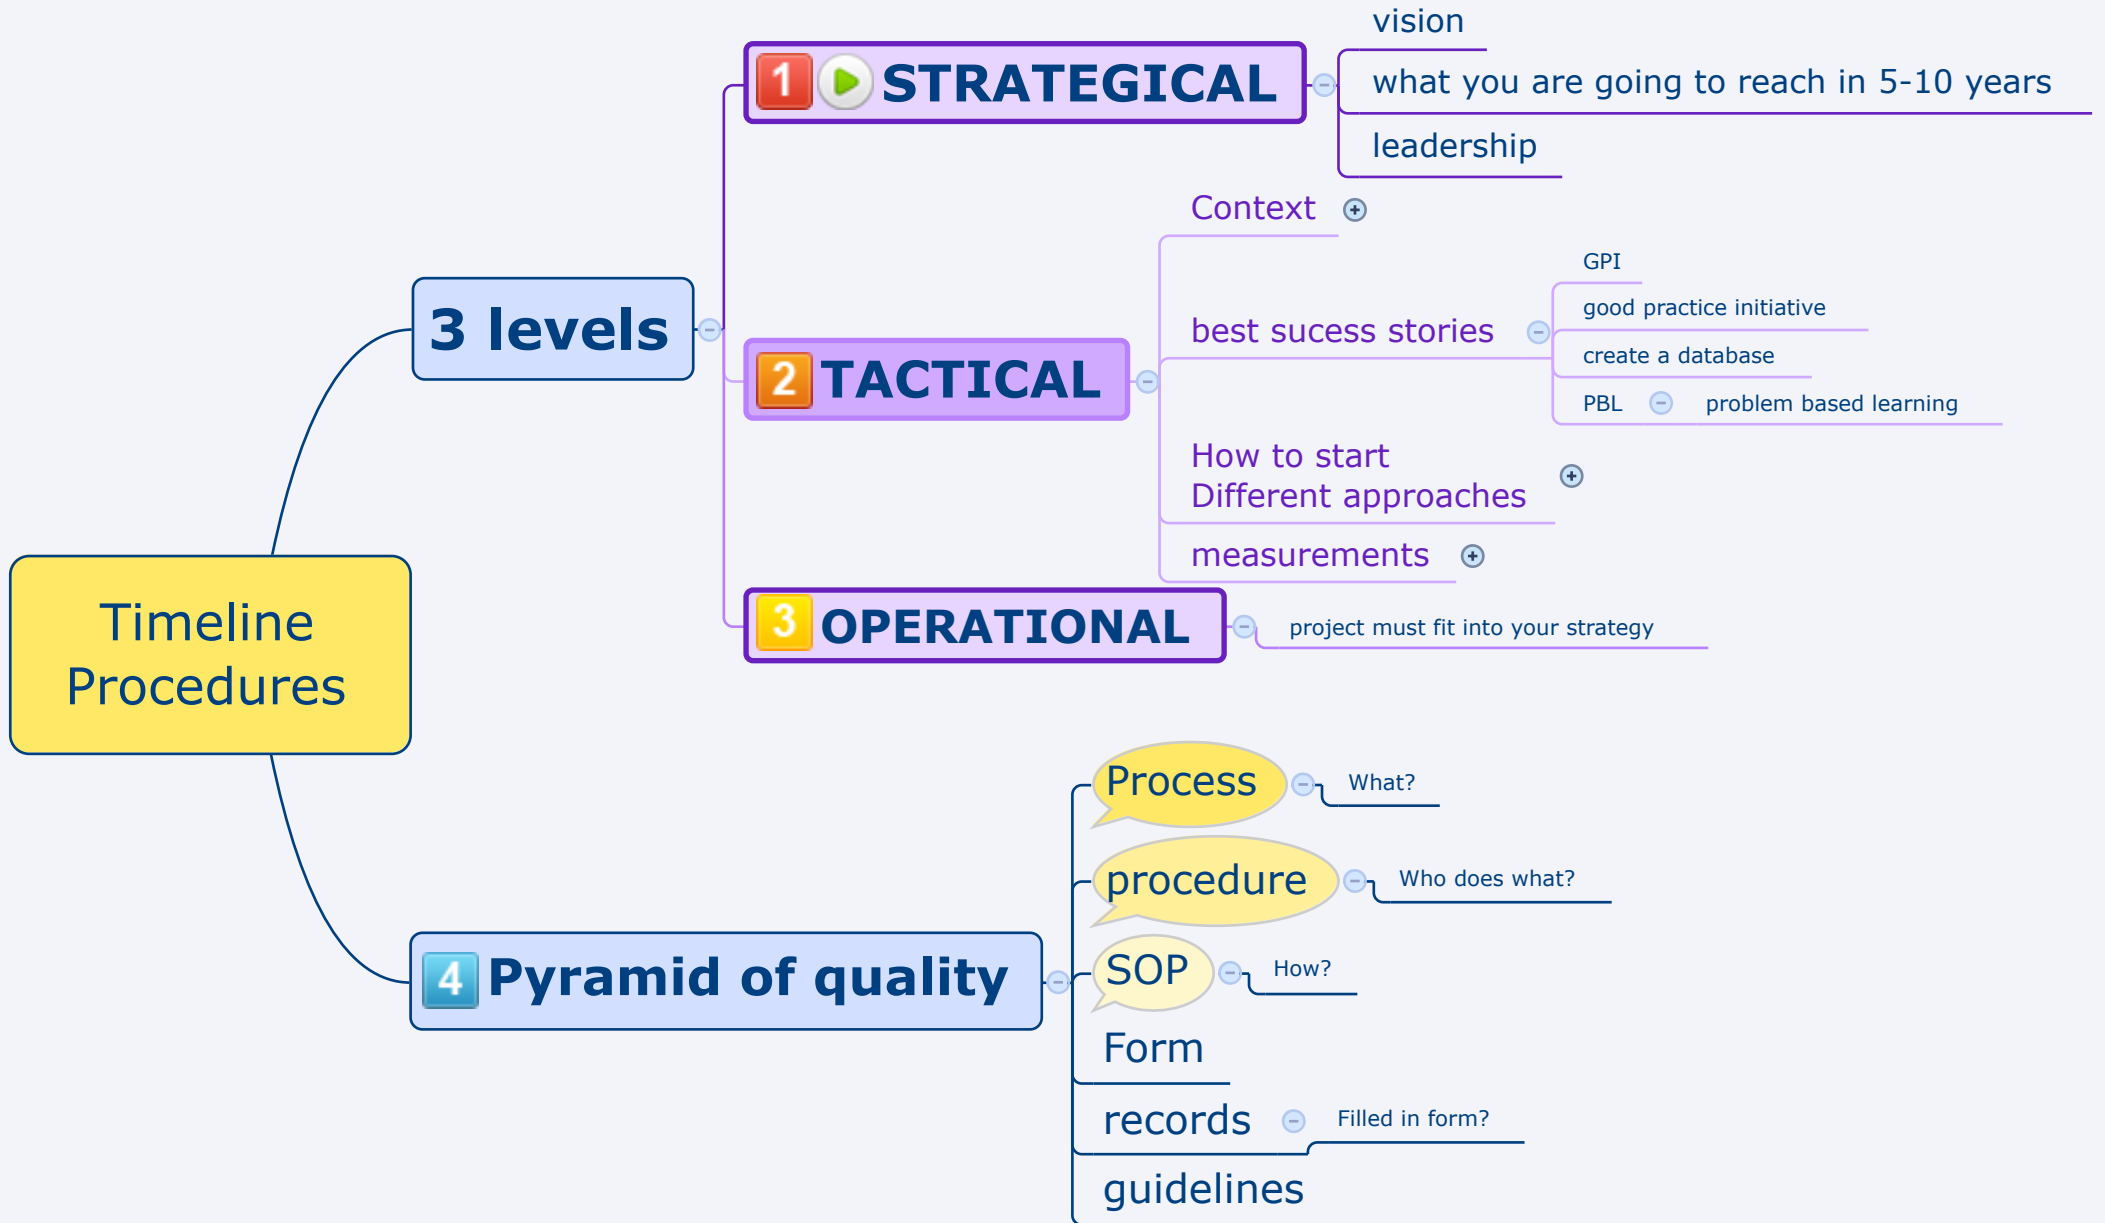 Timeline
Procedures
3 levels
1 STRATEGICAL
vision
what you are going to reach in 5-10 years
leadership
2 TACTICAL
Context
best sucess stories
GPI
good practice initiative
create a database
PBL
problem based learning
How to start
Different approaches
measurements
3 OPERATIONAL
project must fit into your strategy
4 Pyramid of quality
Process
What?
procedure
Who does what?
SOP
How?
Form
records
Filled in form?
guidelines